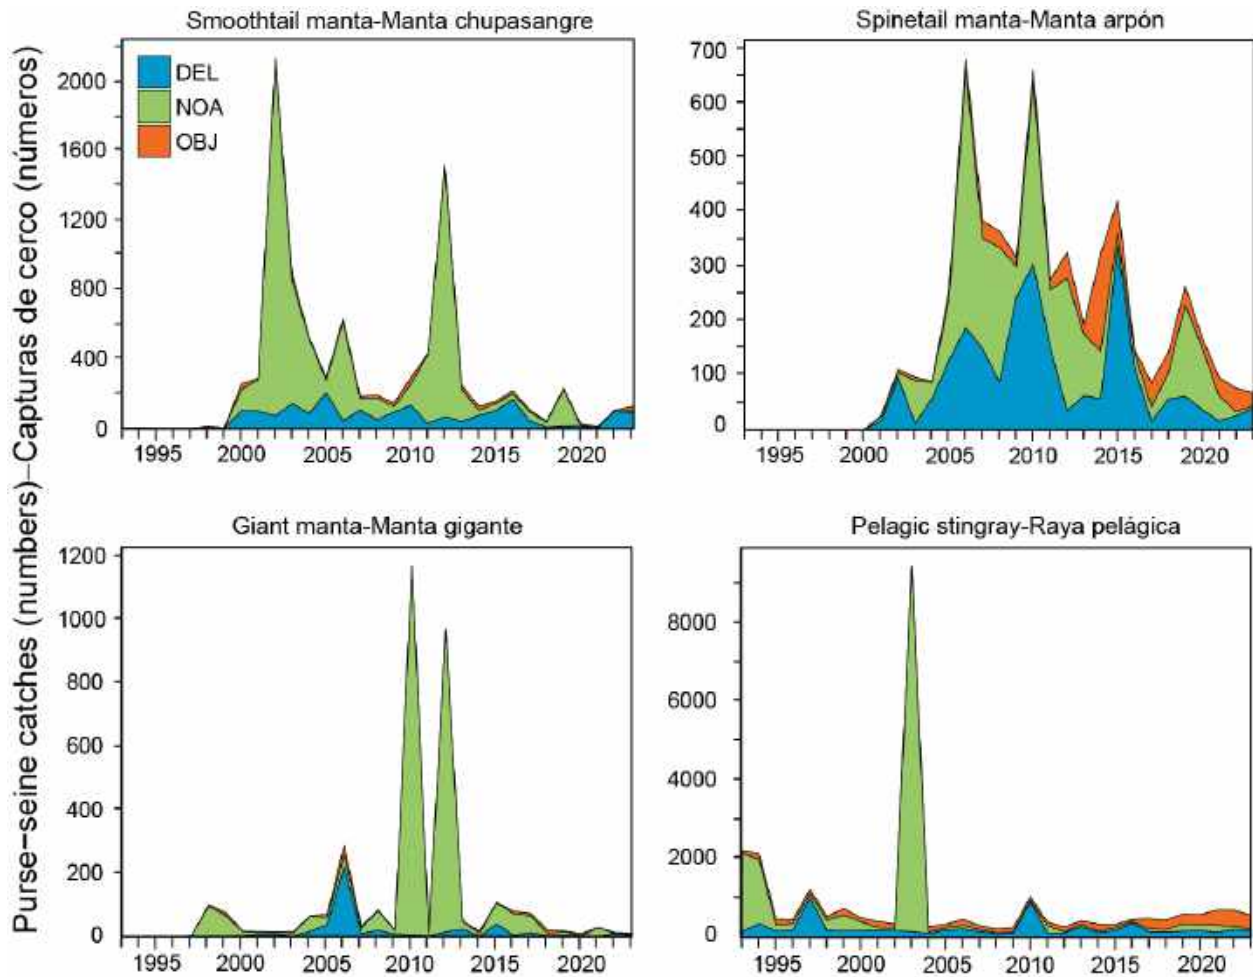 Purse-seine catches (numbers)–Capturas de cerco (números)
Smoothtail manta-Manta chupasangre
2000
1600
1200
800
400
0
DEL
NOA
OBJ
1995 2000 2005 2010 2015 2020
Spinetail manta-Manta arpón
700
600
500
400
300
200
100
0
1995 2000 2005 2010 2015 2020
Giant manta-Manta gigante
1200
1000
800
600
400
200
0
1995 2000 2005 2010 2015 2020
Pelagic stingray-Raya pelágica
8000
6000
4000
2000
0
1995 2000 2005 2010 2015 2020